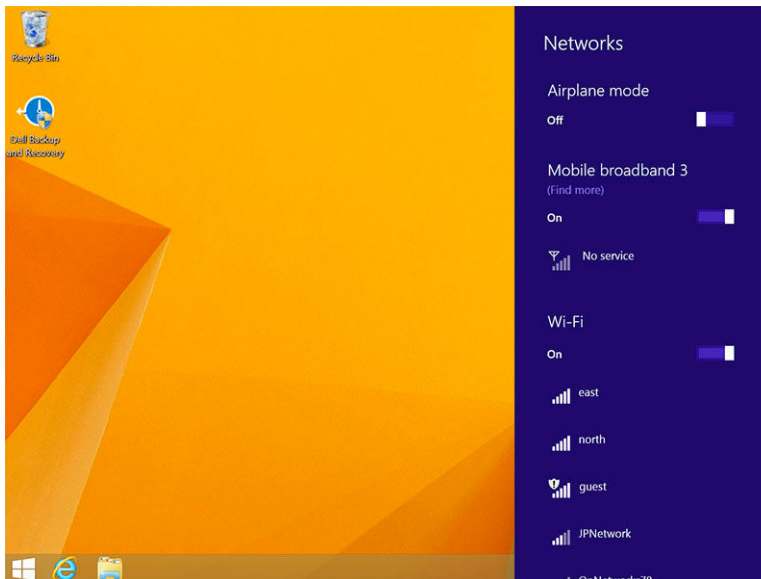 Recycle Bin
Dell Backup
and Recovery
Networks
Airplane mode
Off
Mobile broadband 3
(Find more)
On
No service
Wi-Fi
On
east
north
guest
JPNetwork